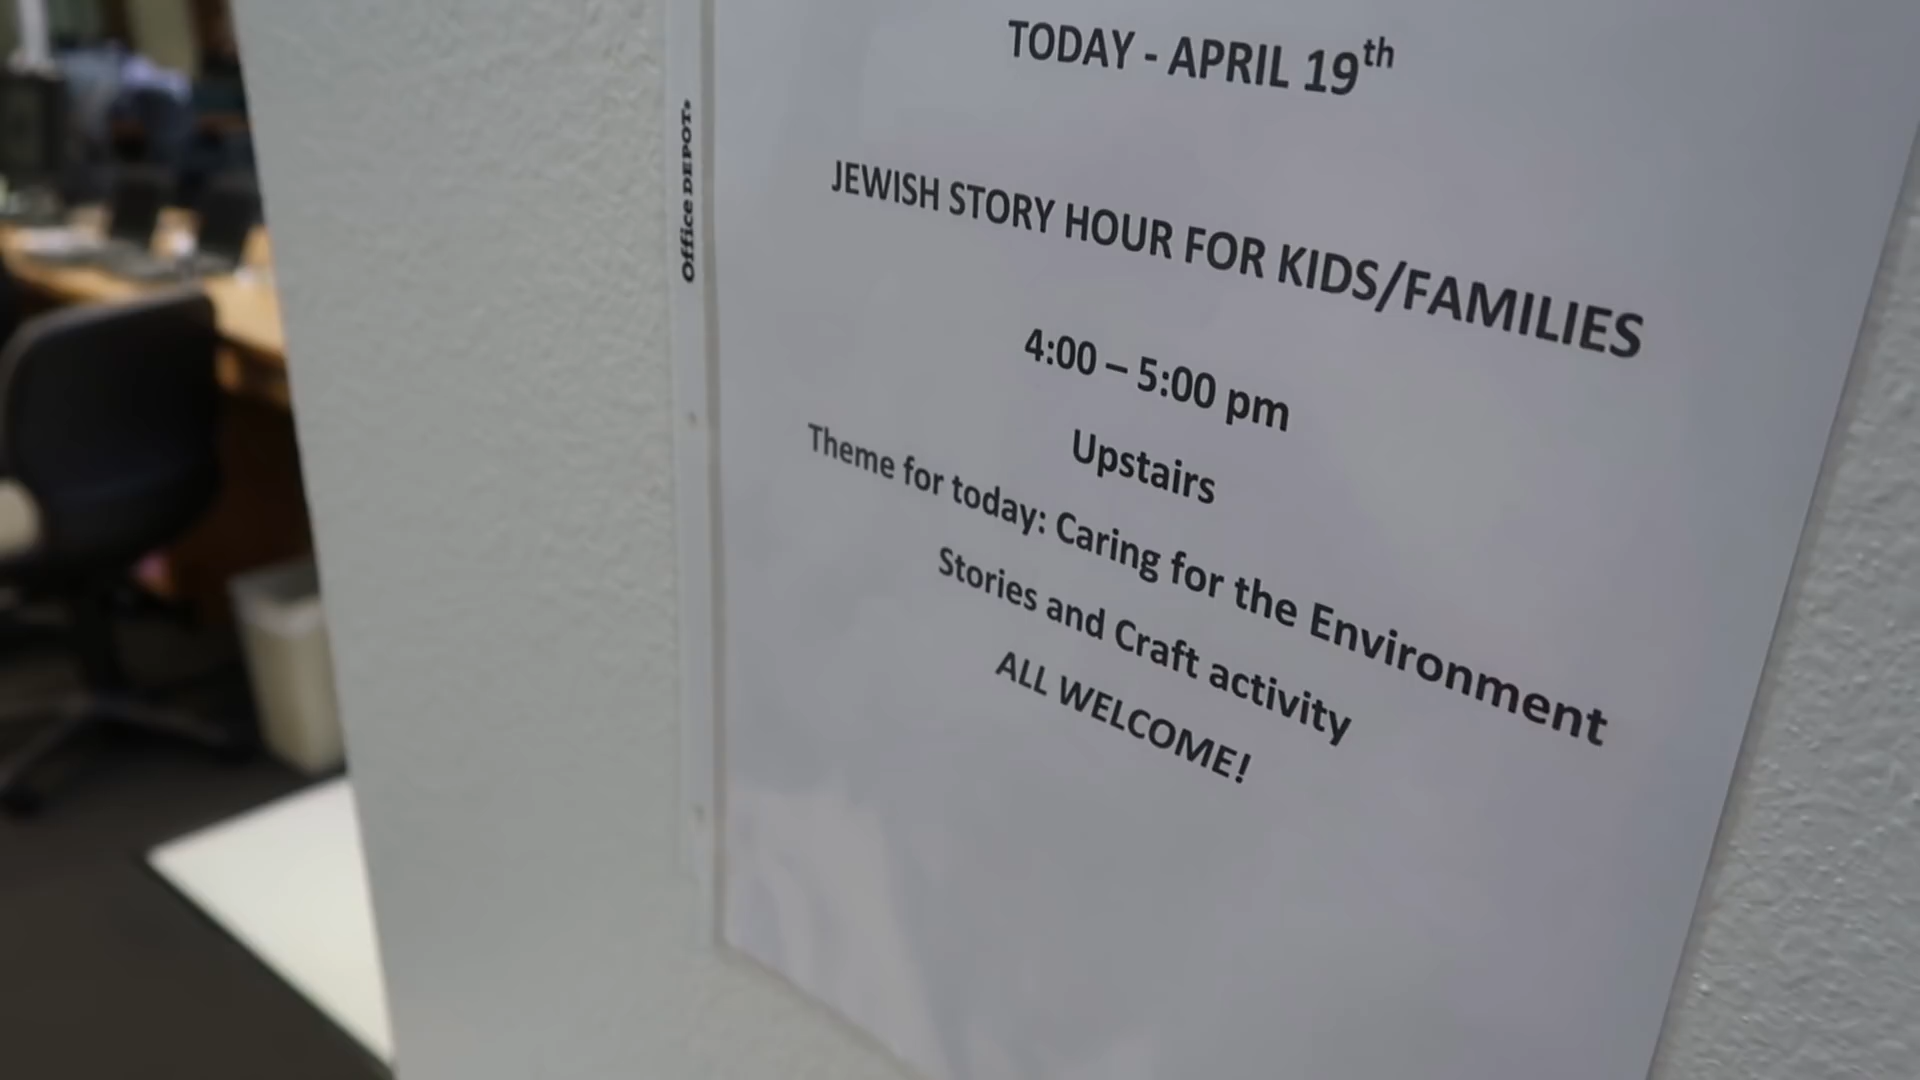 TODAY - APRIL 19th
JEWISH STORY HOUR FOR KIDS/FAMILIES
4:00 – 5:00 pm
Upstairs
Theme for today: Caring for the Environment
Stories and Craft activity
ALL WELCOME!
Office DEPOT